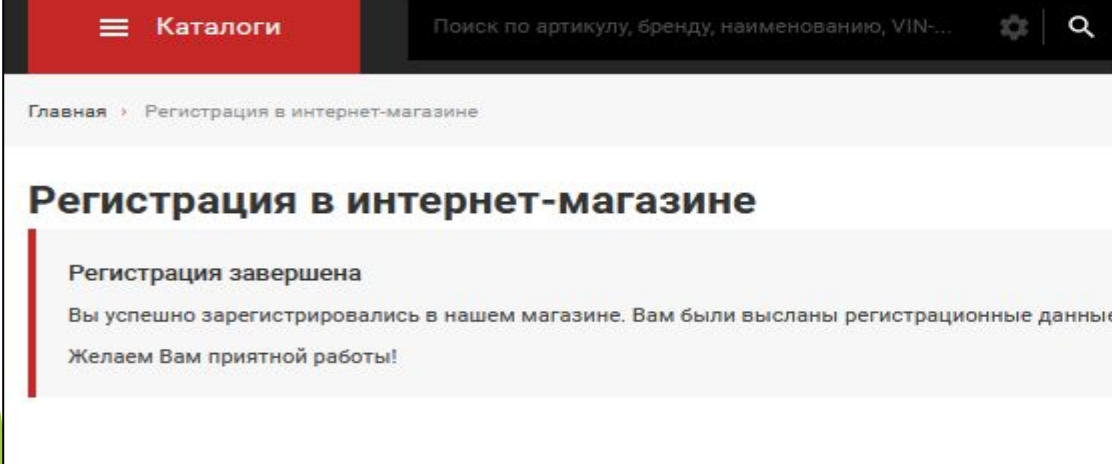 Каталоги
Поиск по артикулу, бренду, наименованию, VIN-...
Главная › Регистрация в интернет-магазине
Регистрация в интернет-магазине
Регистрация завершена
Вы успешно зарегистрировались в нашем магазине. Вам были высланы регистрационные данные
Желаем Вам приятной работы!